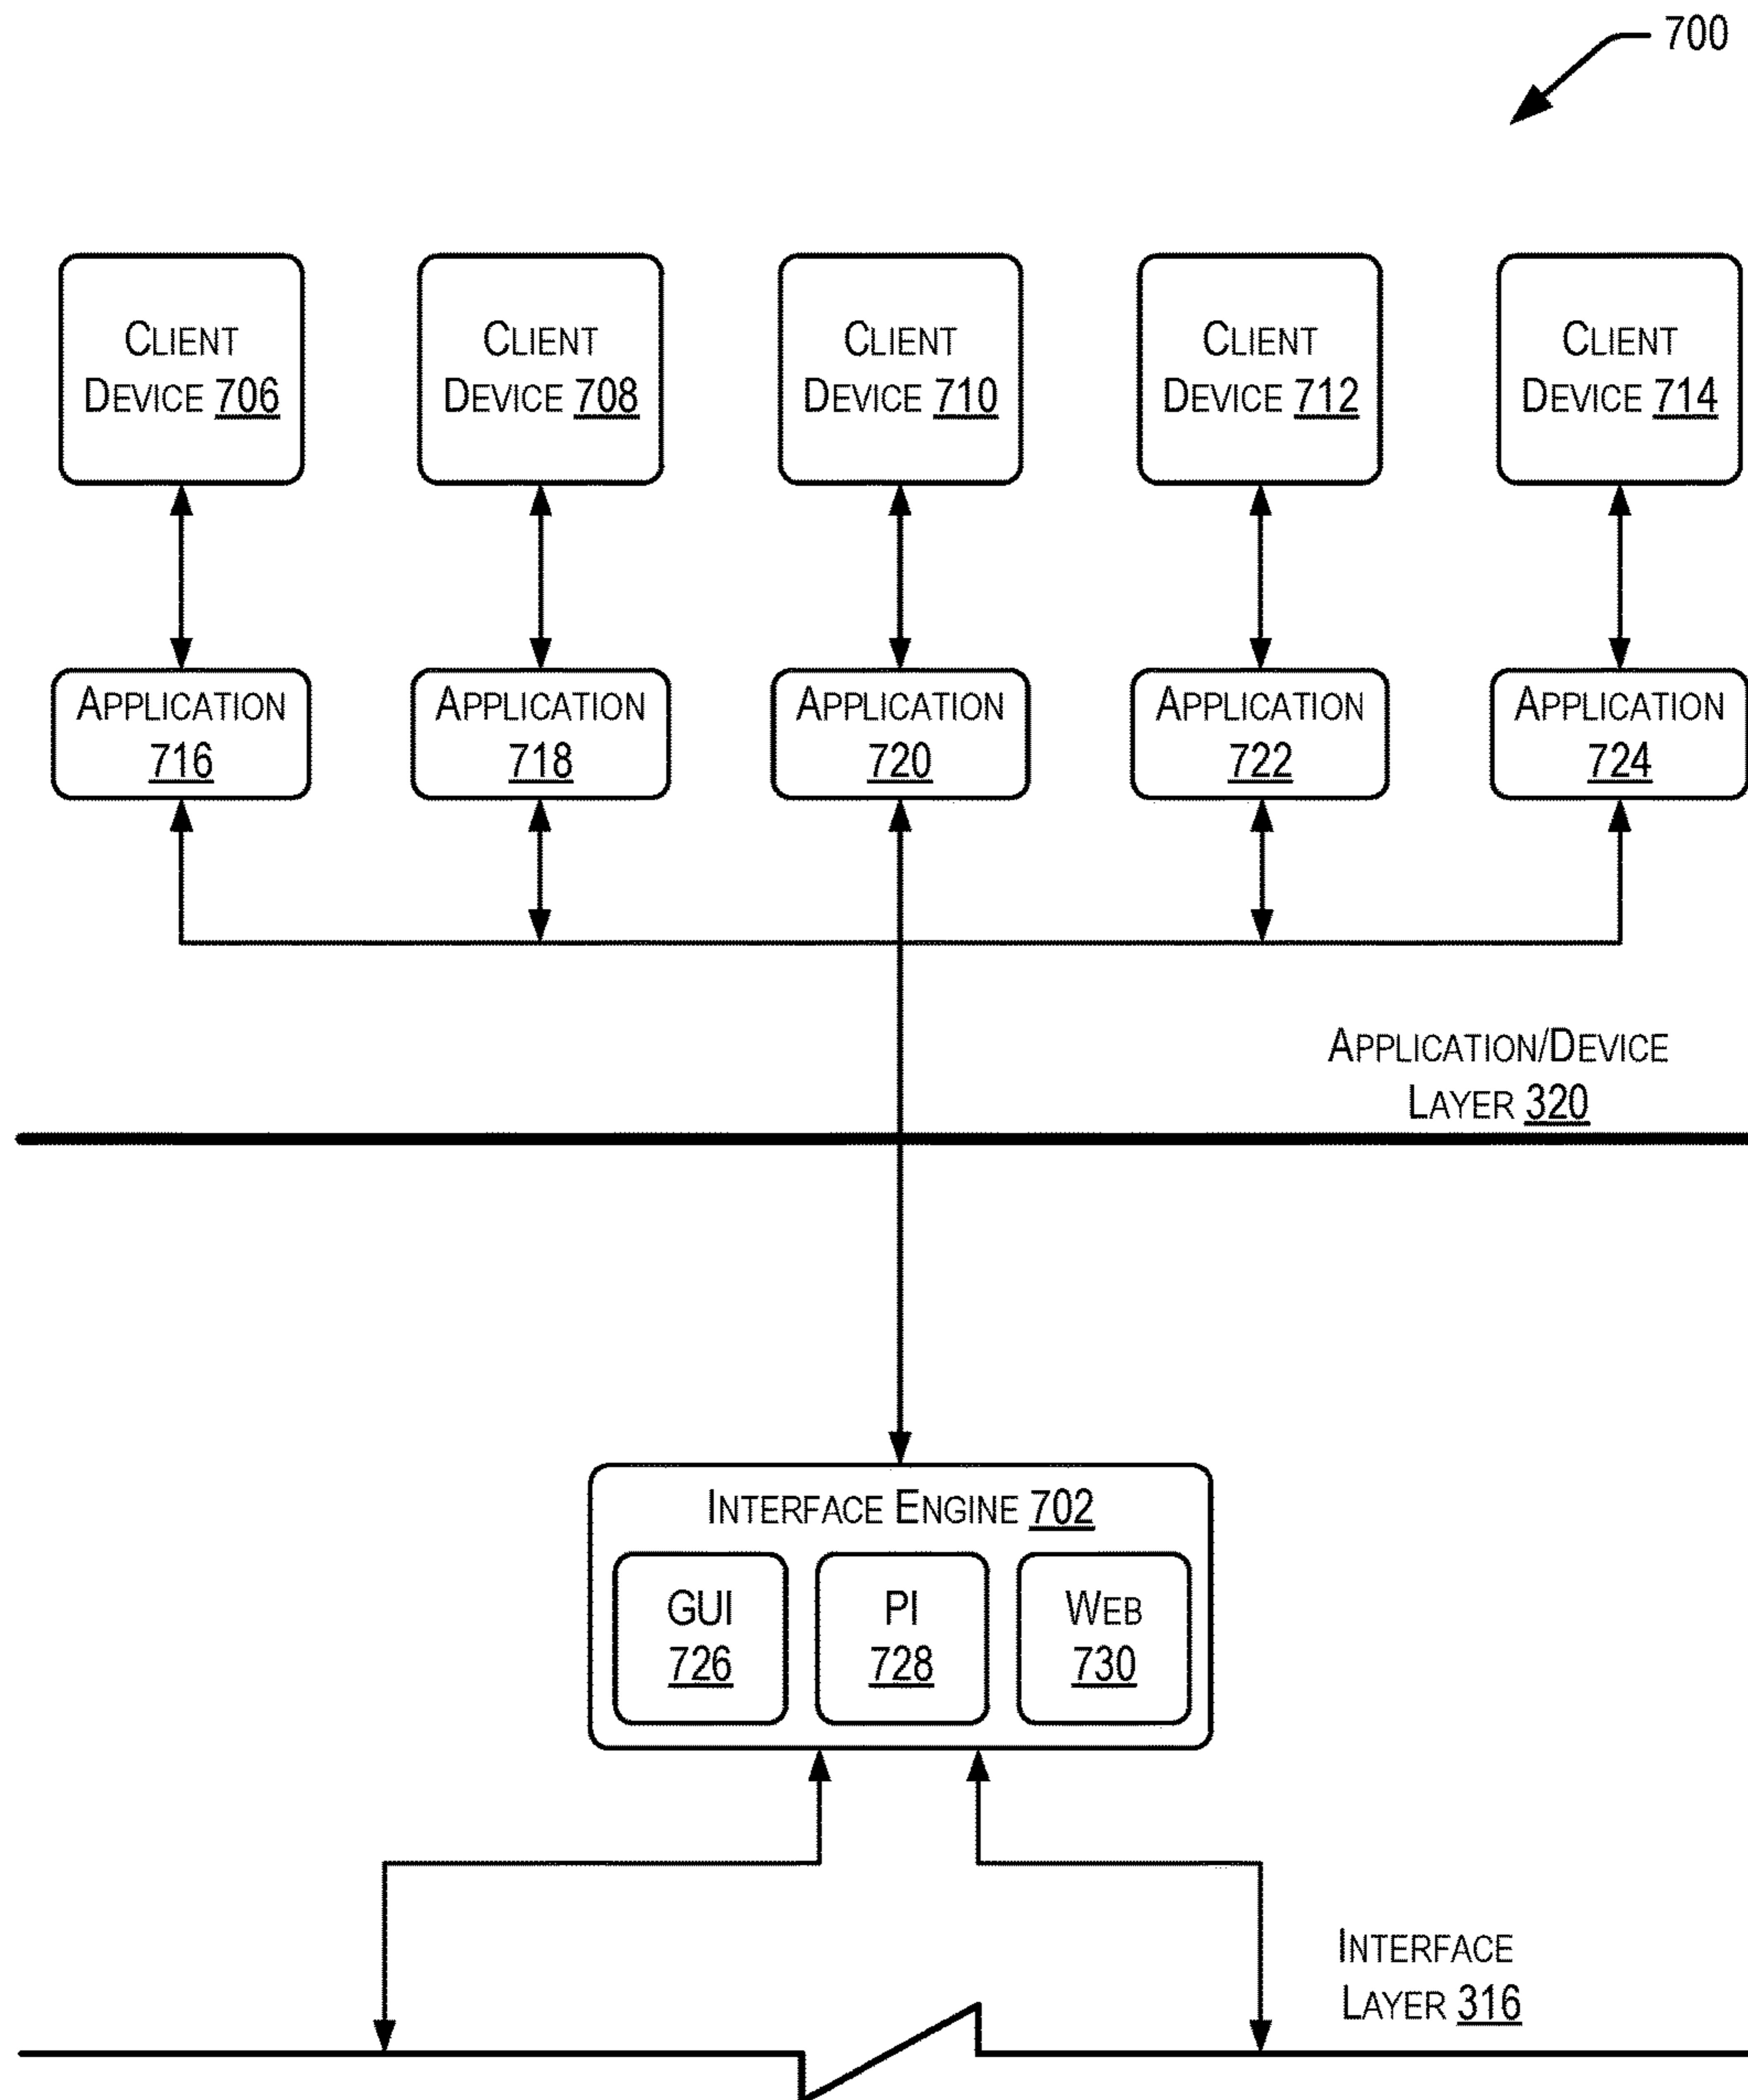 700
CLIENT
DEVICE 706
CLIENT
DEVICE 708
CLIENT
DEVICE 710
CLIENT
DEVICE 712
CLIENT
DEVICE 714
APPLICATION
716
APPLICATION
718
APPLICATION
720
APPLICATION
722
APPLICATION
724
APPLICATION/DEVICE
LAYER 320
INTERFACE ENGINE 702
GUI
726
PI
728
WEB
730
INTERFACE
LAYER 316